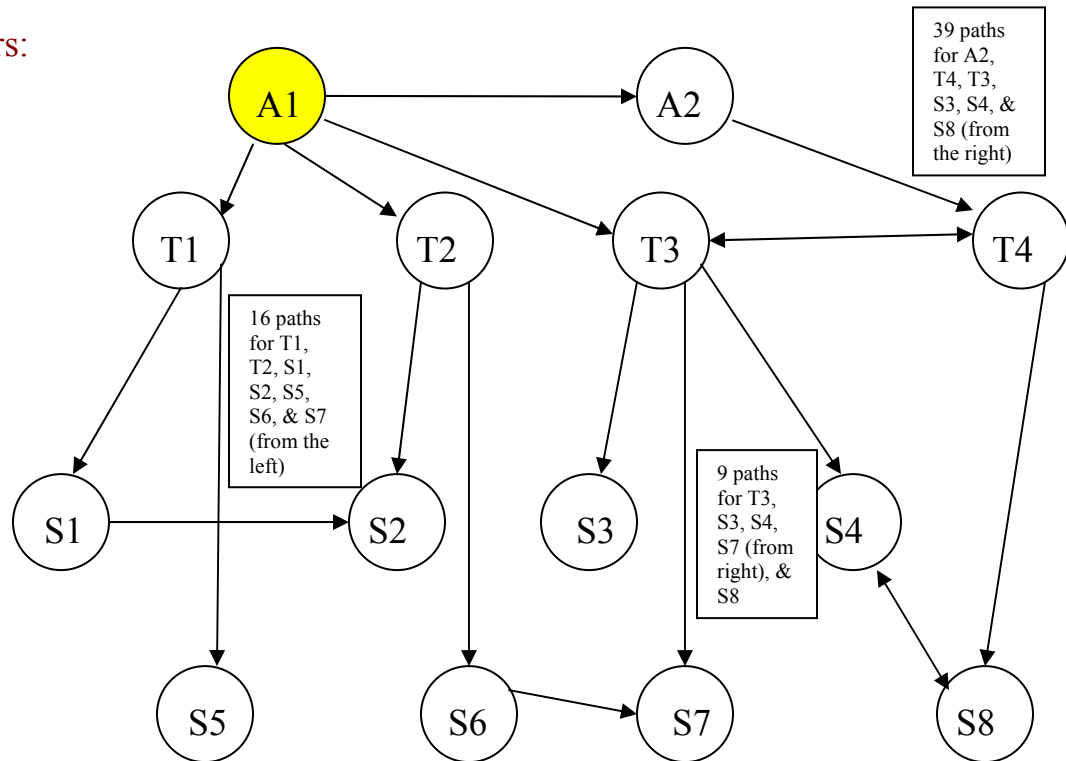 rs:
A1
A2
39 paths
for A2,
T4, T3,
S3, S4, &
S8 (from
the right)
T1
T2
T3
T4
16 paths
for T1,
T2, S1,
S2, S5,
S6, & S7
(from the
left)
9 paths
for T3,
S3, S4,
S7 (from
right), &
S8
S1
S2
S3
S4
S5
S6
S7
S8